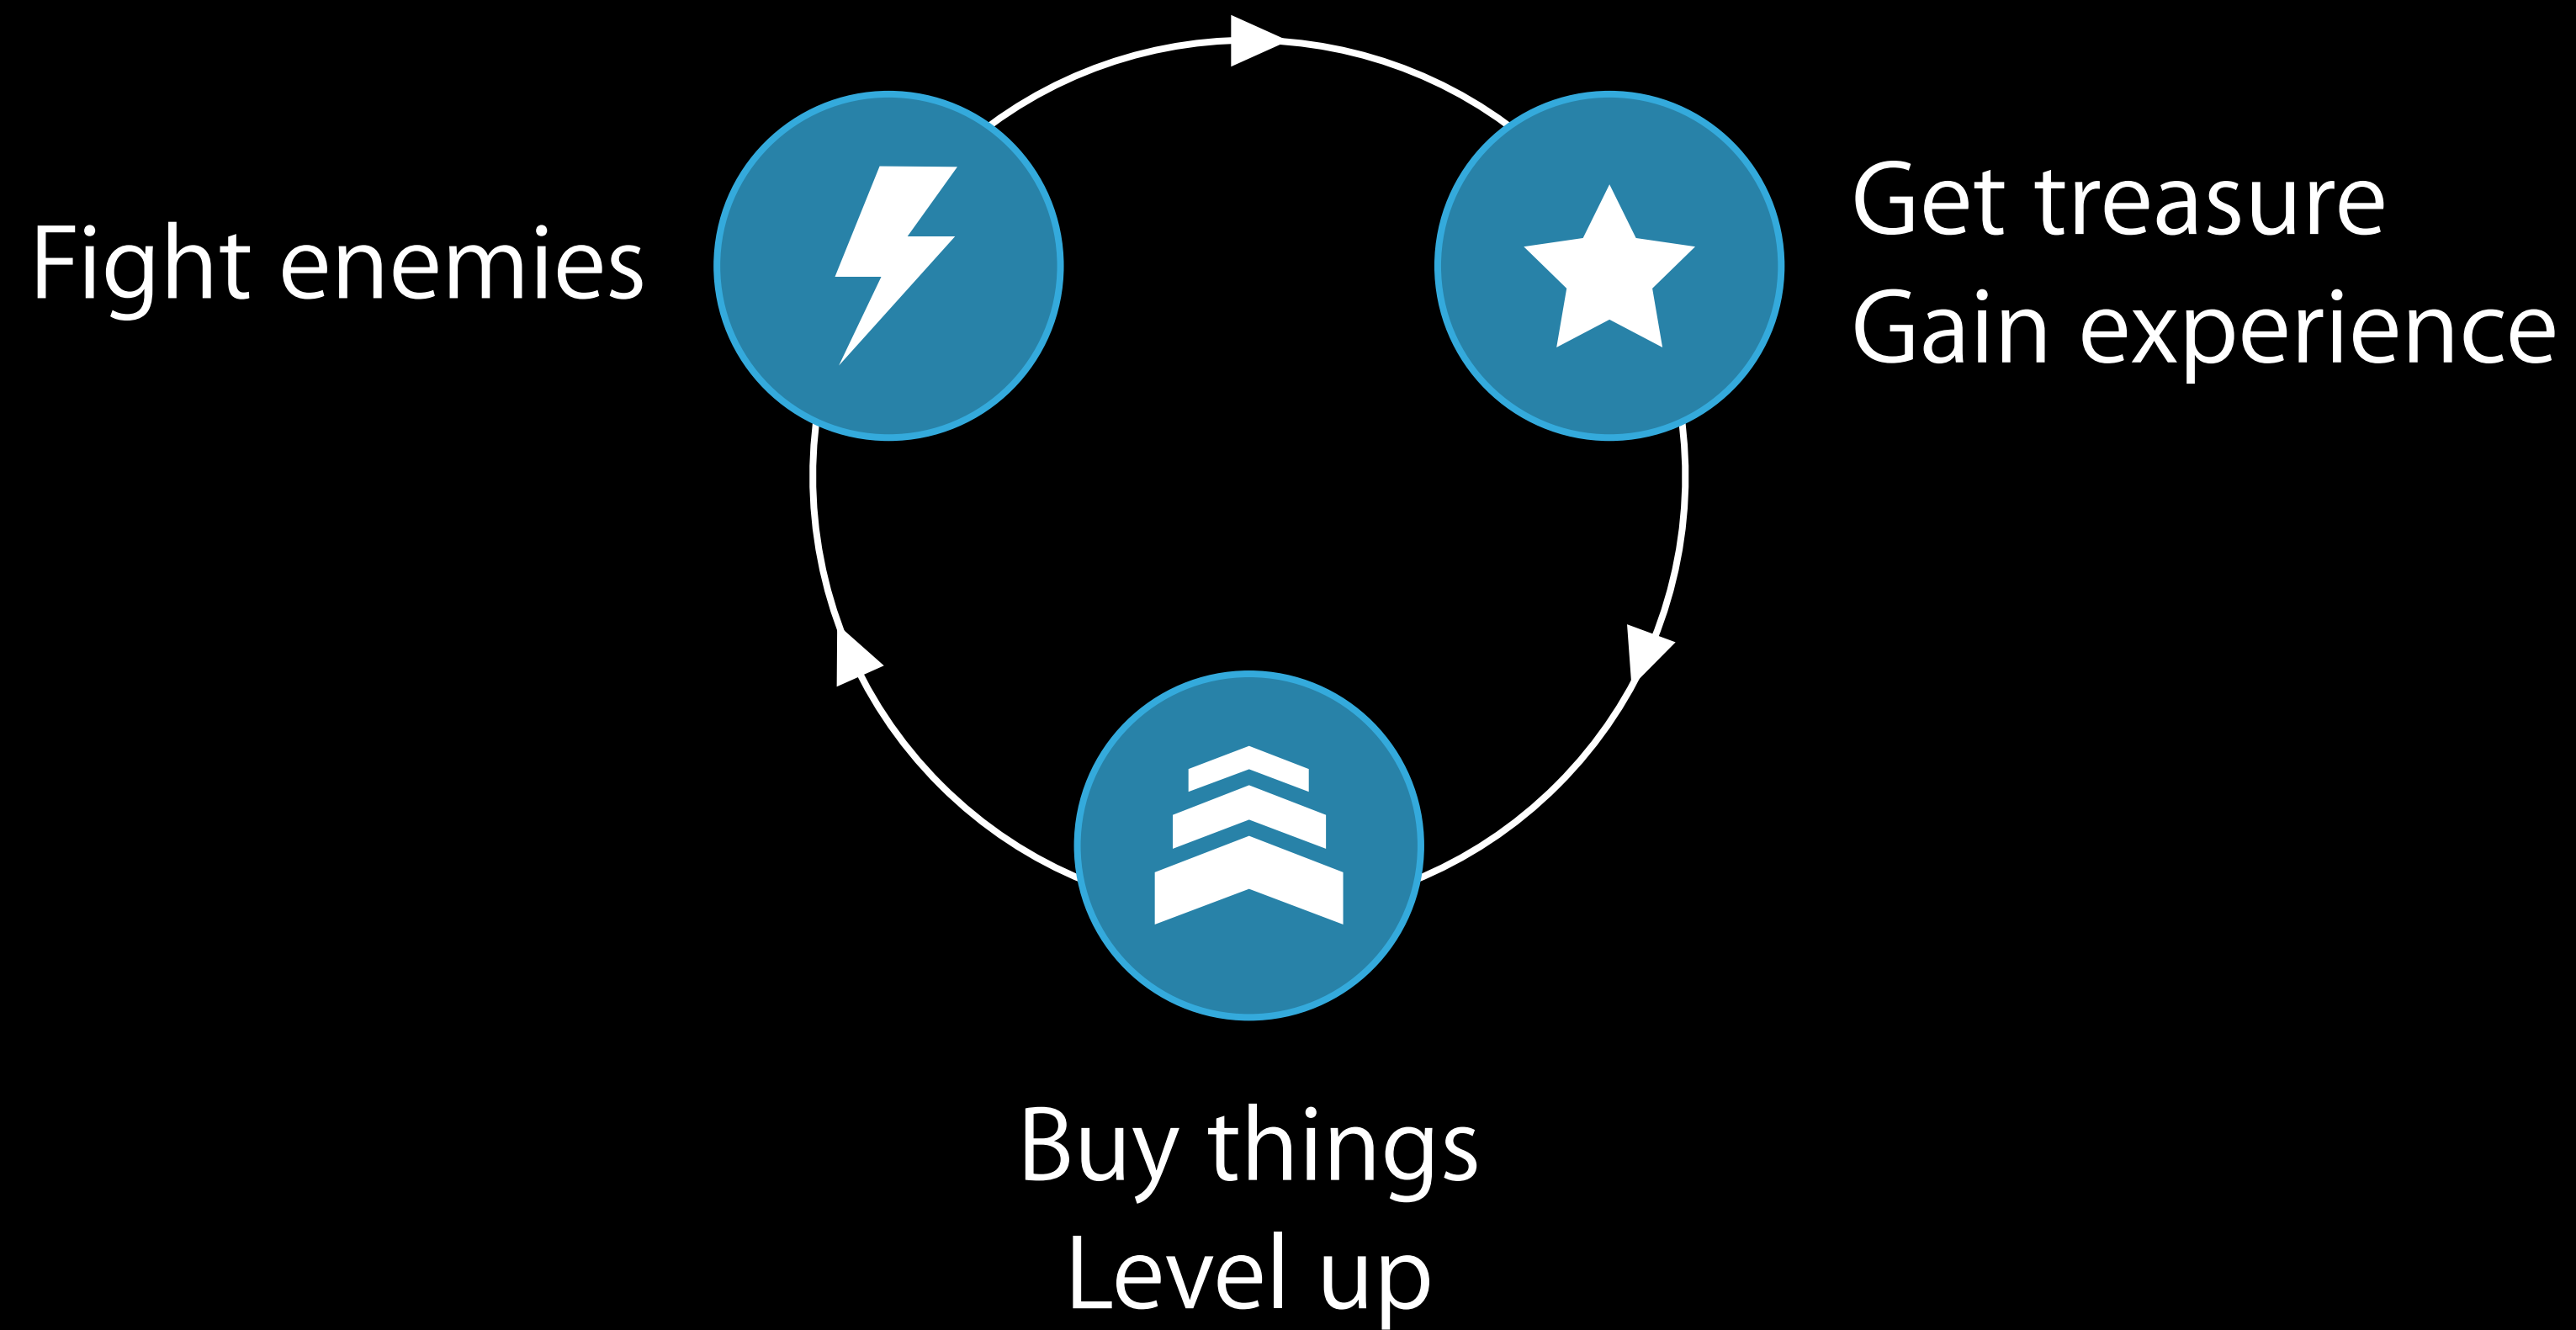 Fight enemies
Get treasure
Gain experience
Buy things
Level up